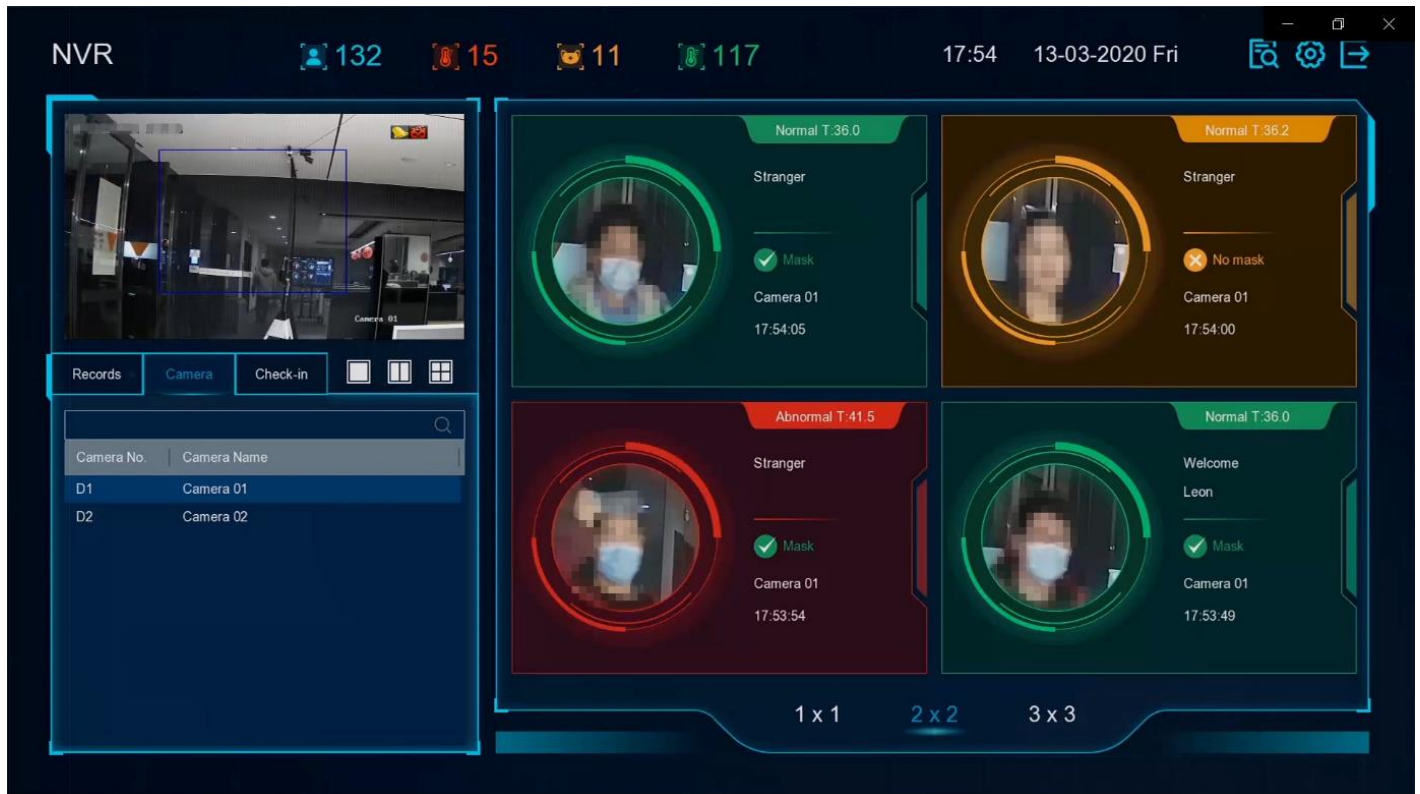 NVR
132
15
11
117
17:54 13-03-2020 Fri
Camera 01
Records
Camera
Check-in
Camera No. Camera Name
D1 Camera 01
D2 Camera 02
Normal T:36.0
Stranger
Mask
Camera 01
17:54:05
Normal T:36.2
Stranger
No mask
Camera 01
17:54:00
Abnormal T:41.5
Stranger
Mask
Camera 01
17:53:54
Normal T:36.0
Welcome
Leon
Mask
Camera 01
17:53:49
1 x 1
2 x 2
3 x 3